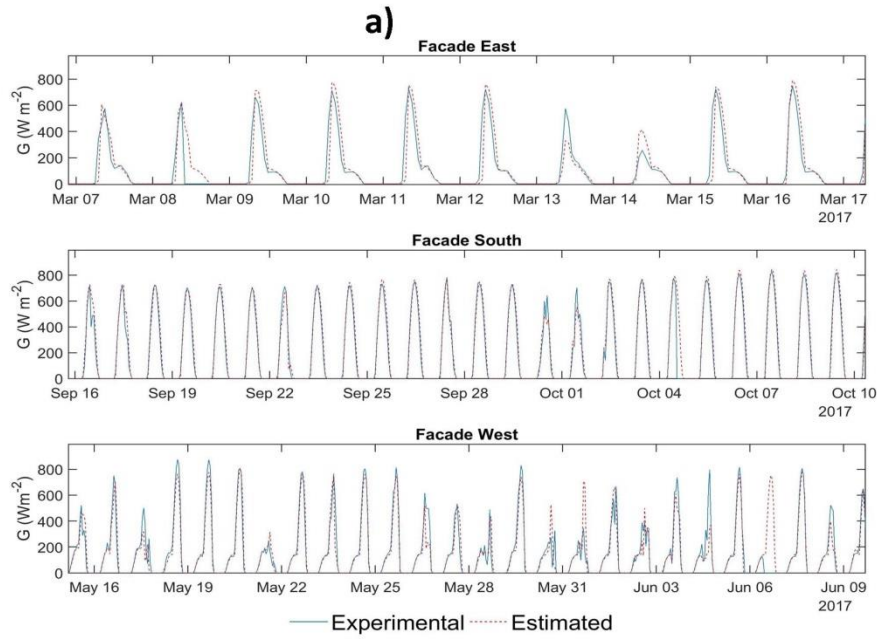 a)
Facade East
G (W m⁻²)
800
600
400
200
0
Mar 07 Mar 08 Mar 09 Mar 10 Mar 11 Mar 12 Mar 13 Mar 14 Mar 15 Mar 16 Mar 17
2017
Facade South
G (W m⁻²)
800
600
400
200
0
Sep 16 Sep 19 Sep 22 Sep 25 Sep 28 Oct 01 Oct 04 Oct 07 Oct 10
2017
Facade West
G (Wm⁻²)
800
600
400
200
0
May 16 May 19 May 22 May 25 May 28 May 31 Jun 03 Jun 06 Jun 09
2017
Experimental Estimated